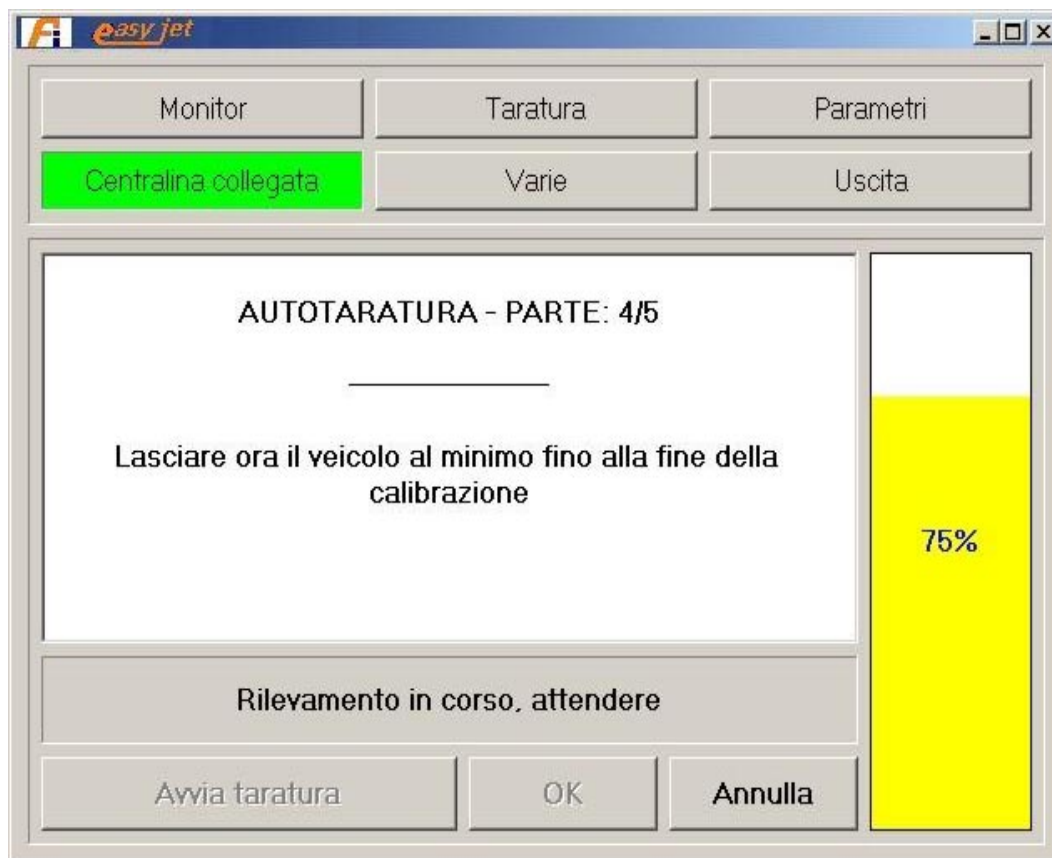 easy jet
Monitor
Taratura
Parametri
Centralina collegata
Varie
Uscita
AUTOTARATURA - PARTE: 4/5
Lasciare ora il veicolo al minimo fino alla fine della
calibrazione
75%
Rilevamento in corso, attendere
Avvia taratura
OK
Annulla